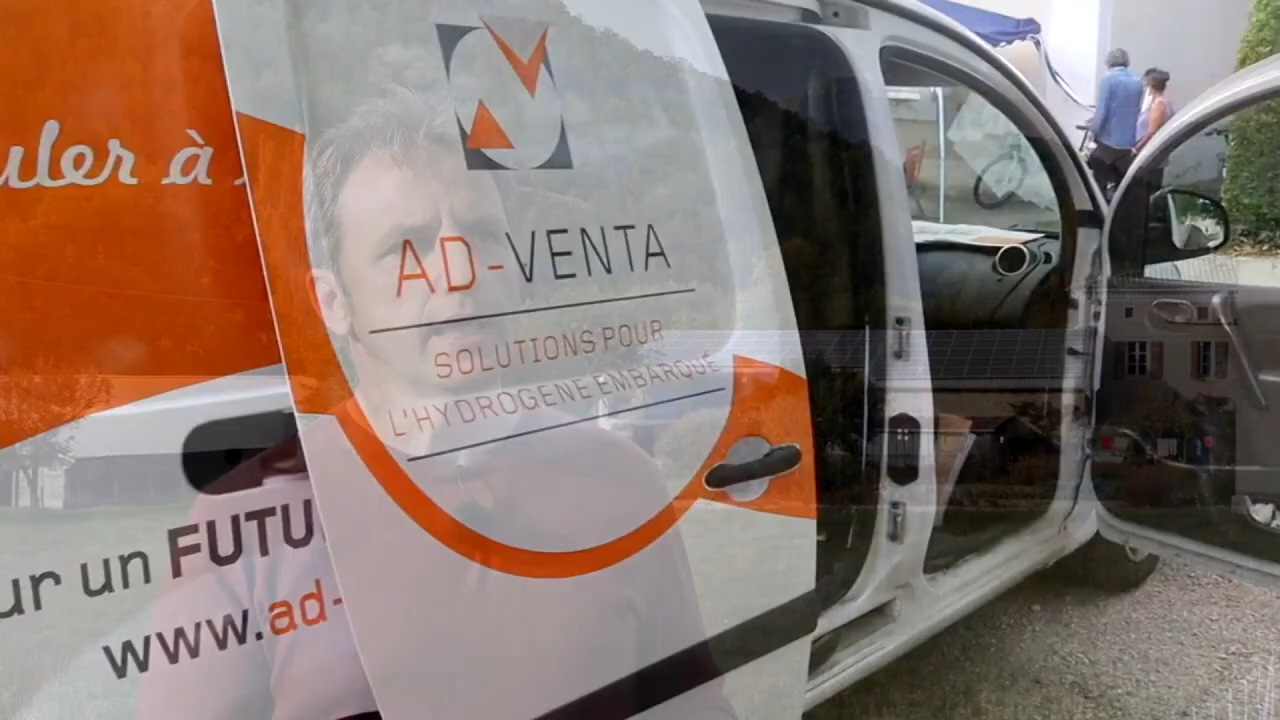 uler à
AD-VENTA
SOLUTIONS POUR
L'HYDROGENE EMBARQUÉ
ur un FUTU
www.ad-